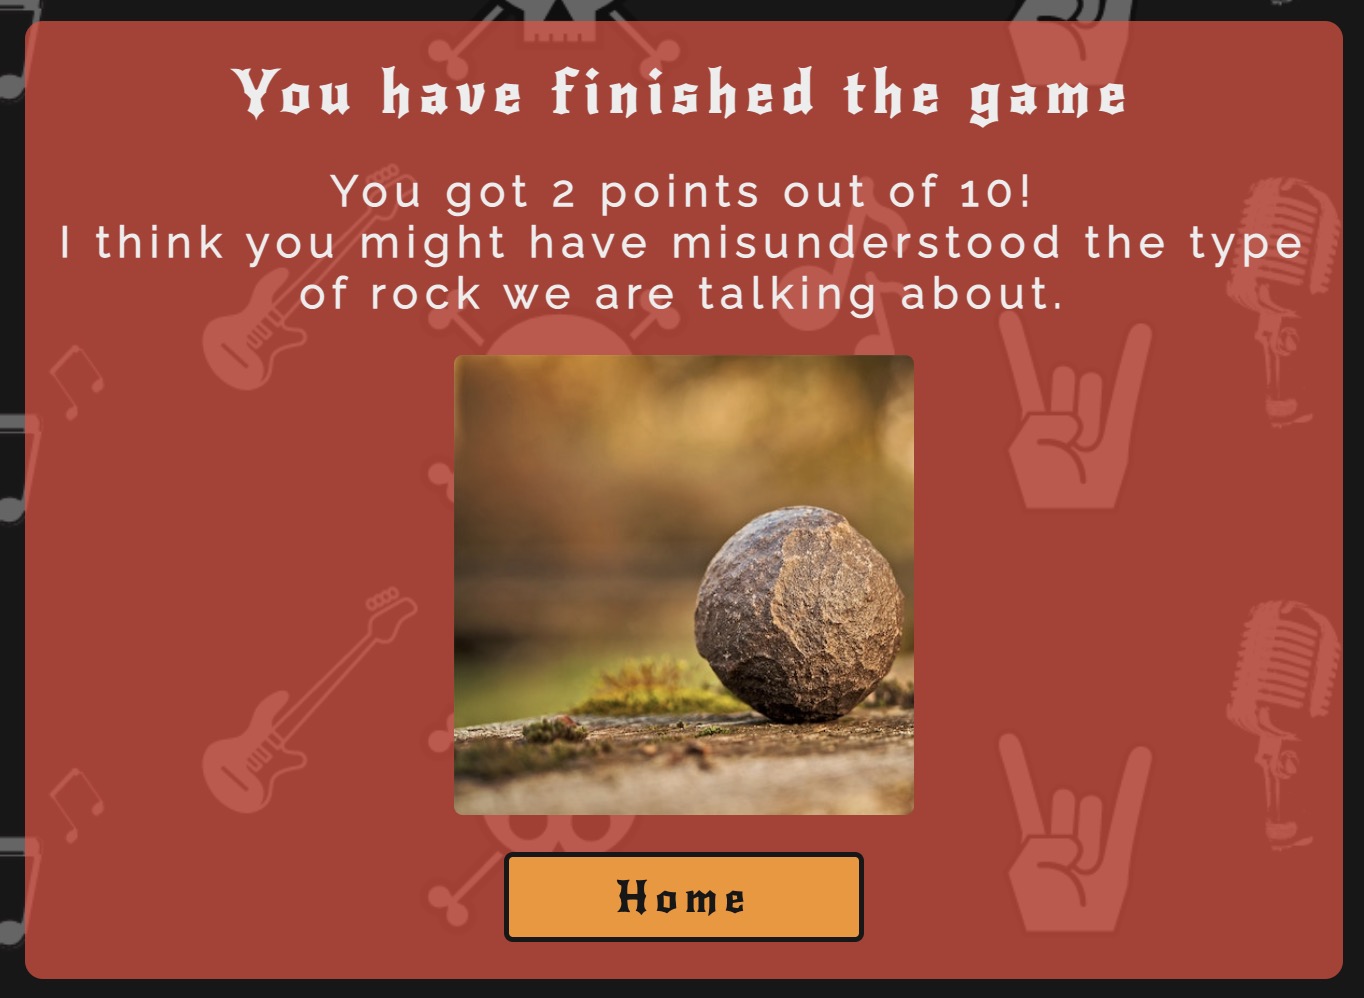 You have finished the game
You got 2 points out of 10!
I think you might have misunderstood the type
of rock we are talking about.
Home